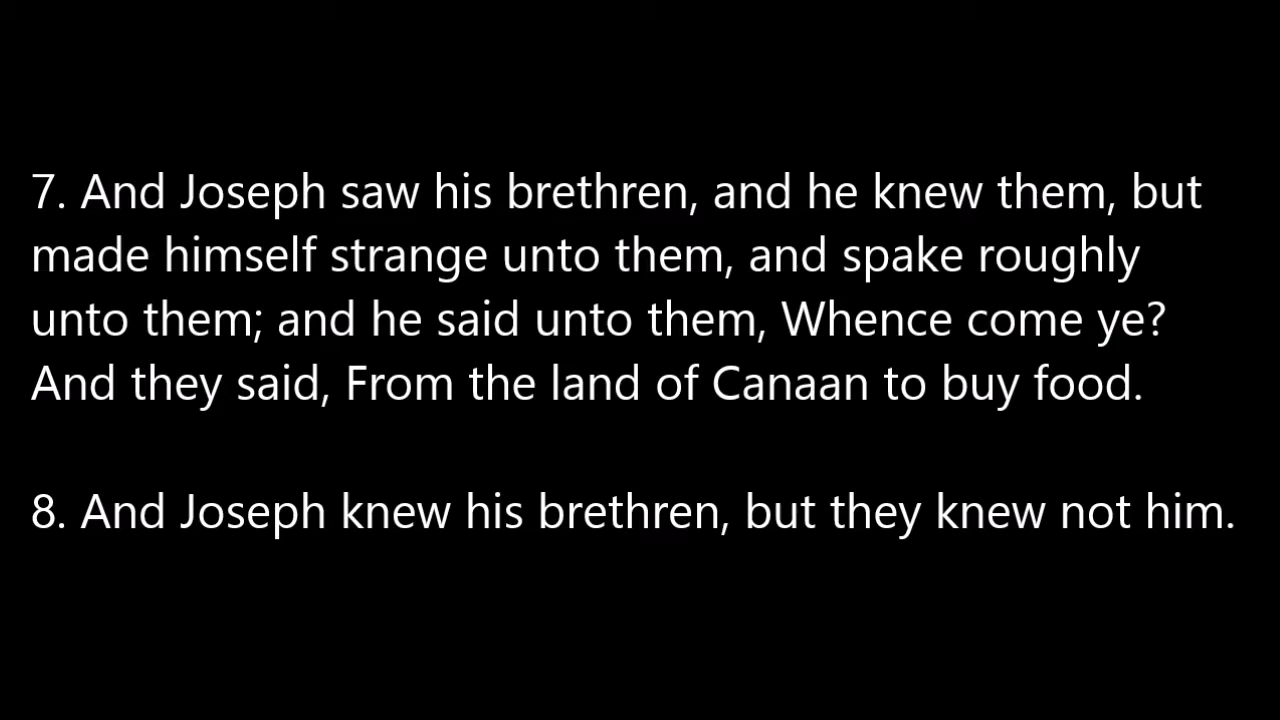 7. And Joseph saw his brethren, and he knew them, but
made himself strange unto them, and spake roughly
unto them; and he said unto them, Whence come ye?
And they said, From the land of Canaan to buy food.
8. And Joseph knew his brethren, but they knew not him.